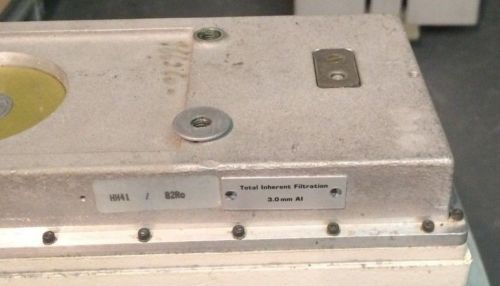 HH41 / 82Ro
Total Inherent Filtration
3.0 mm Al